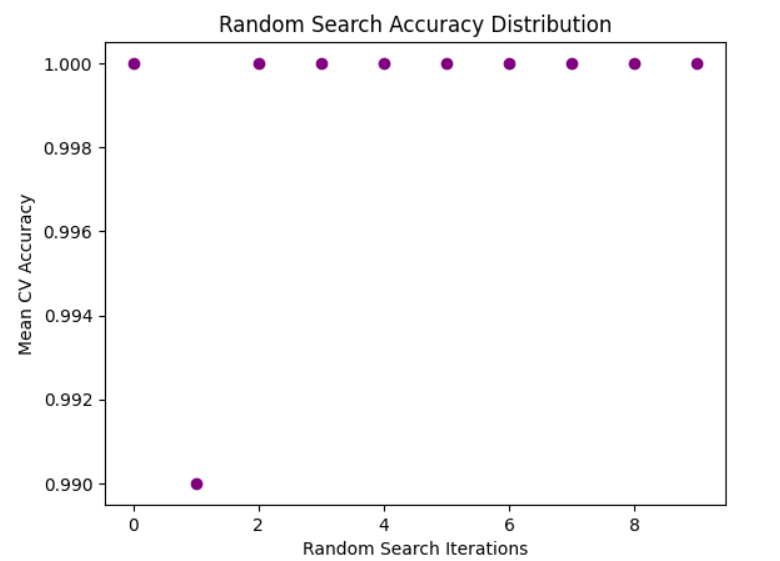 Random Search Accuracy Distribution
1.000
0.998
0.996
0.994
0.992
0.990
Mean CV Accuracy
0 2 4 6 8
Random Search Iterations